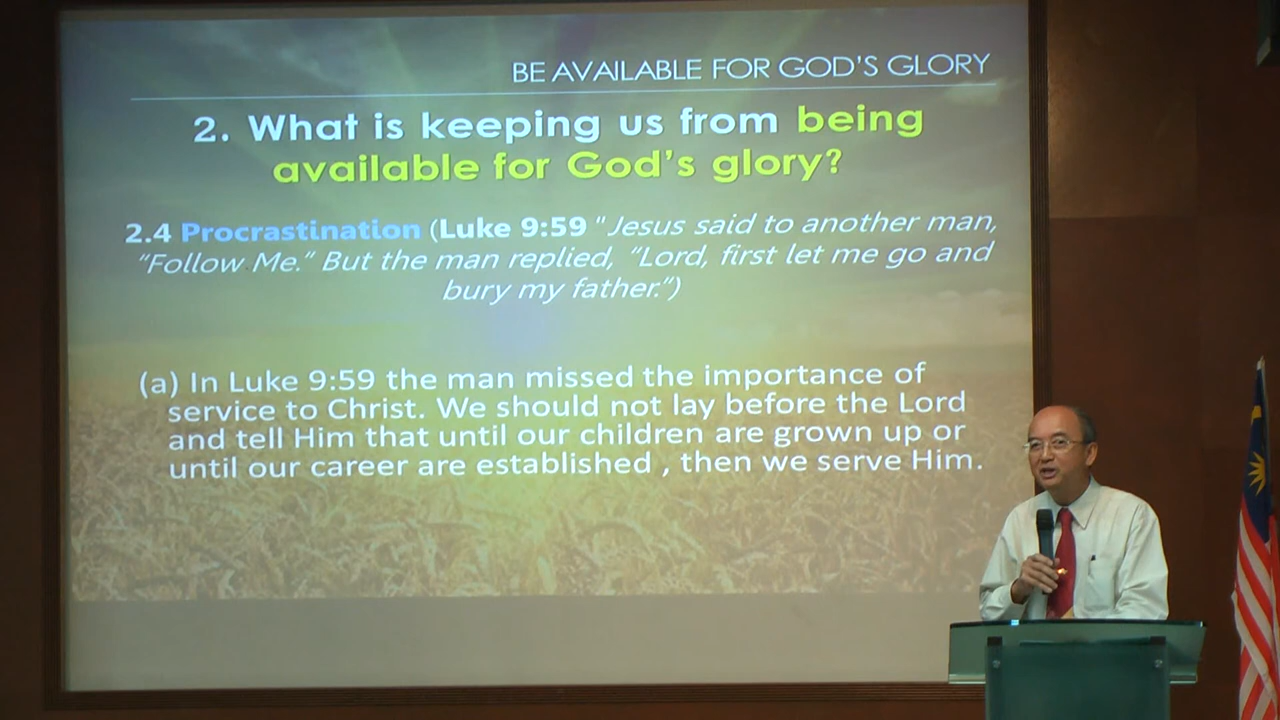 BE AVAILABLE FOR GOD'S GLORY
2. What is keeping us from being
available for God's glory?
2.4 Procrastination (Luke 9:59 "Jesus said to another man,
"Follow Me." But the man replied, "Lord, first let me go and
bury my father.")
(a) In Luke 9:59 the man missed the importance of
service to Christ. We should not lay before the Lord
and tell Him that until our children are grown up or
until our career are established , then we serve Him.